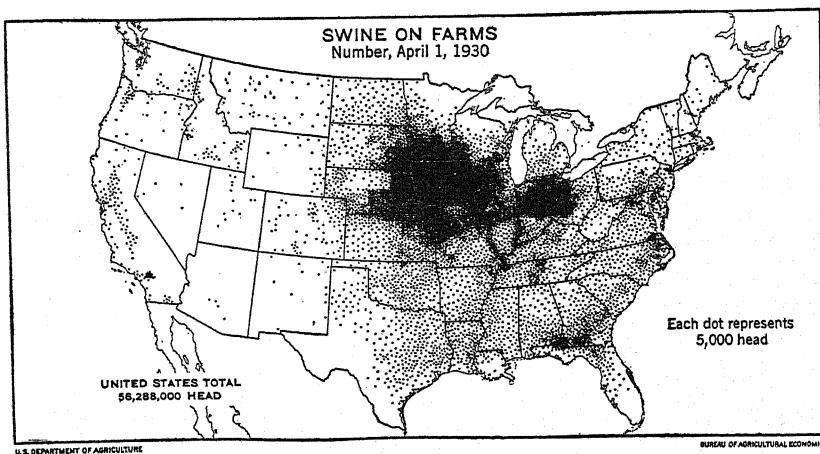 SWINE ON FARMS
Number, April 1, 1930
Each dot represents
5,000 head
UNITED STATES TOTAL
56,288,000 HEAD
U.S. DEPARTMENT OF AGRICULTURE
BUREAU OF AGRICULTURAL ECONOMI